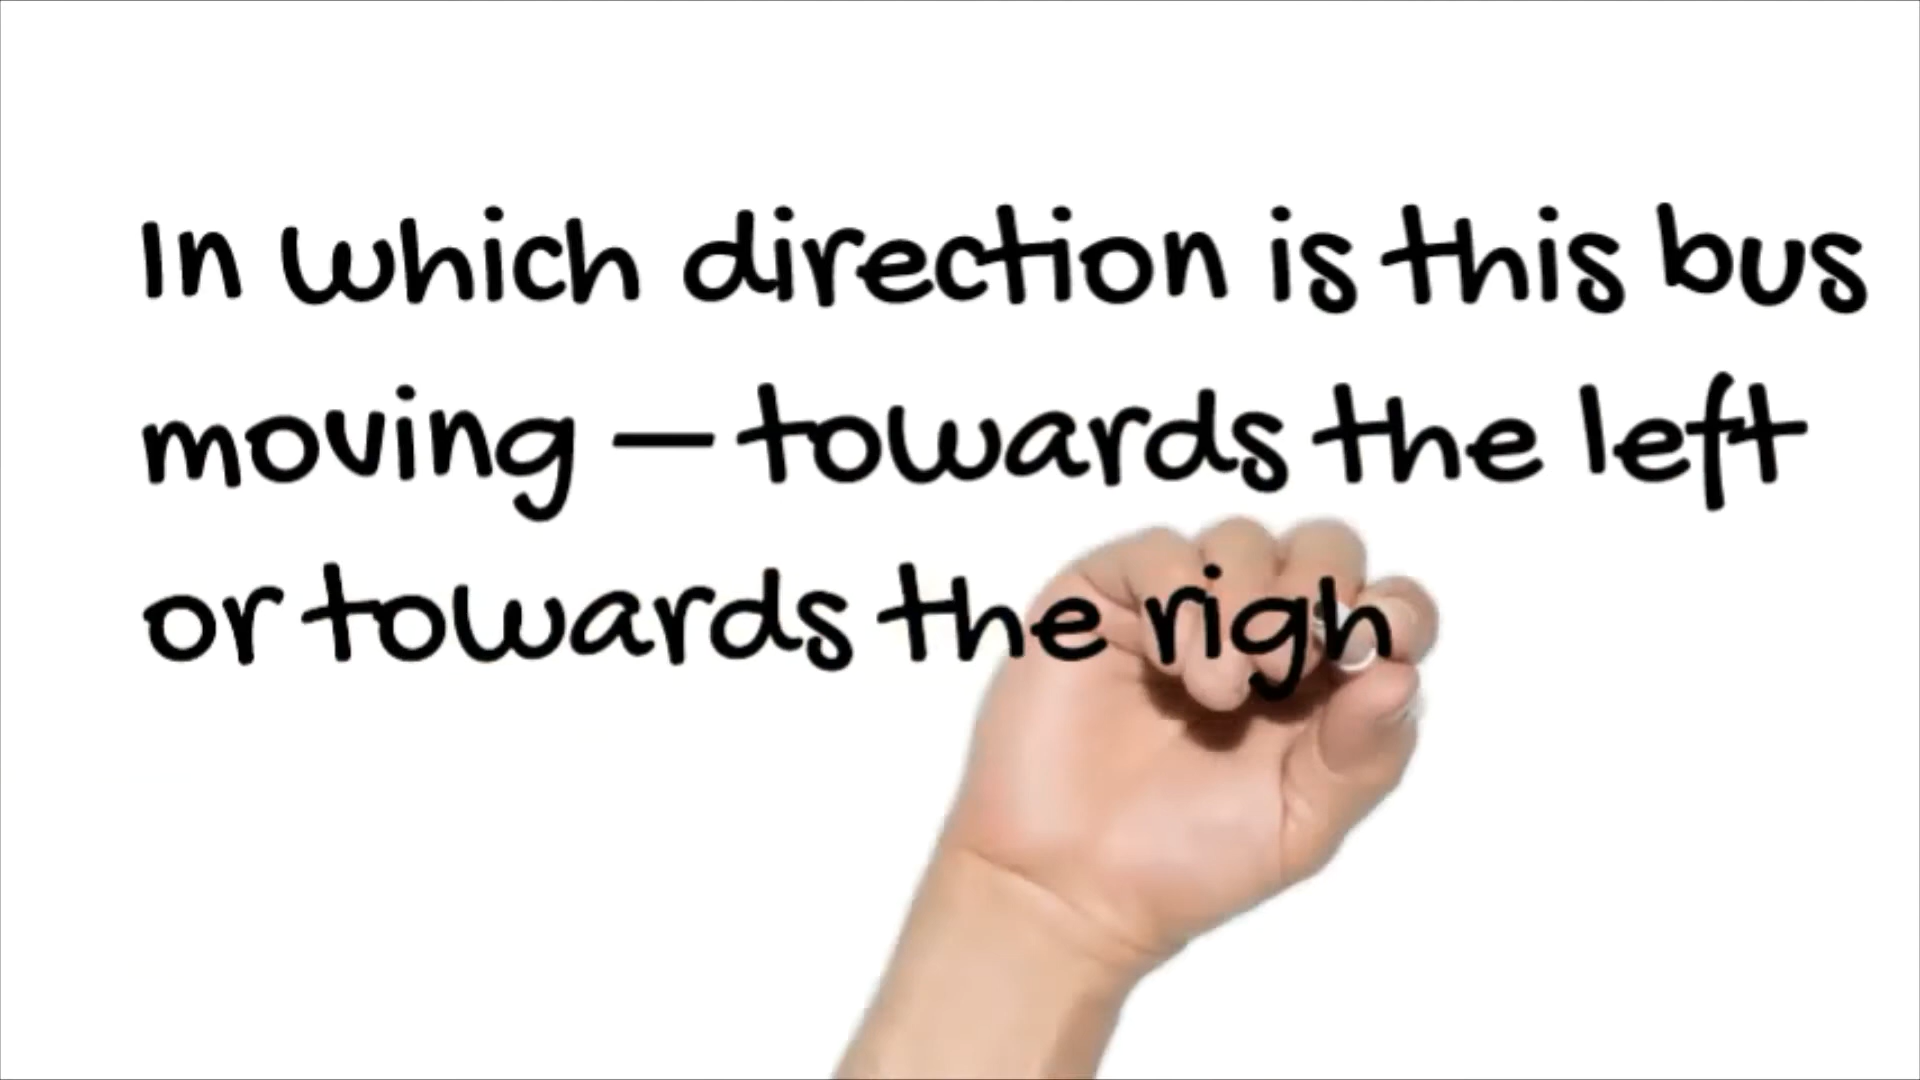 In which direction is this bus
moving – towards the left
or towards the righ